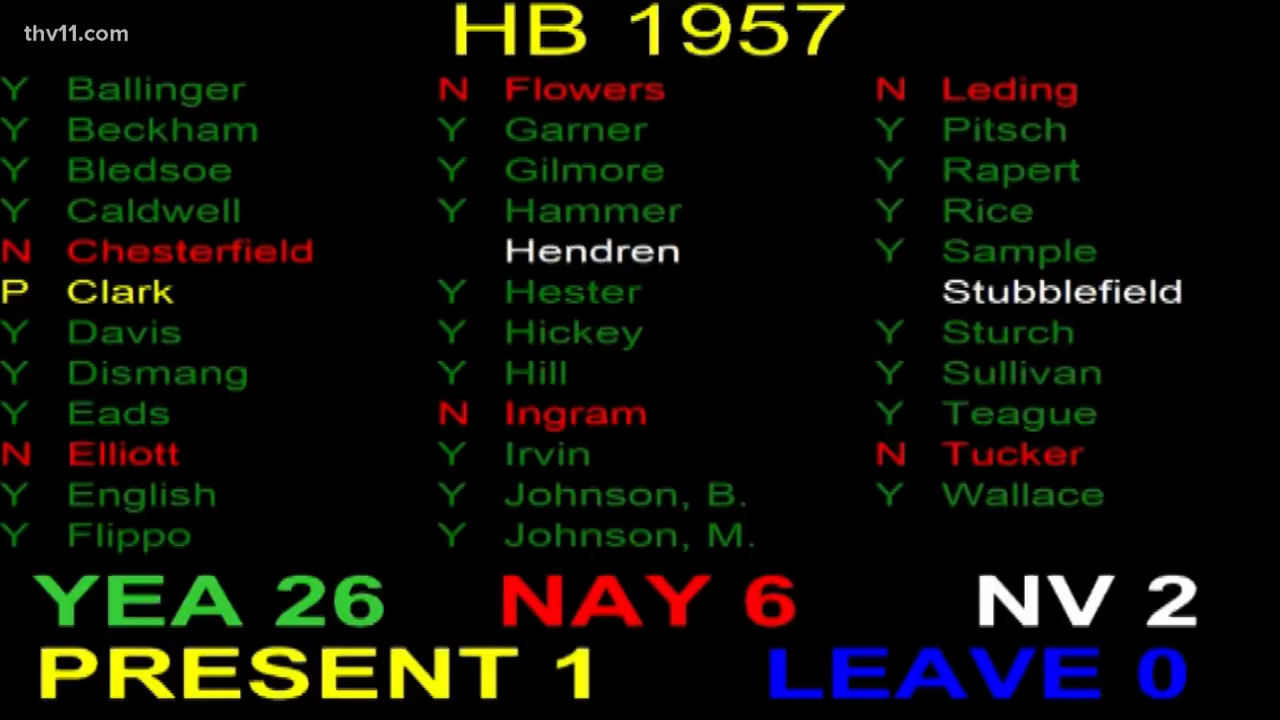 thv11.com
HB 1957
Y Ballinger N Flowers N Leding
Y Beckham Y Garner Y Pitsch
Y Bledsoe Y Gilmore Y Rapert
Y Caldwell Y Hammer Y Rice
N Chesterfield Hendren Y Sample
P Clark Y Hester Stubblefield
Y Davis Y Hickey Y Sturch
Y Dismang Y Hill Y Sullivan
Y Eads N Ingram Y Teague
N Elliott Y Irvin N Tucker
Y English Y Johnson, B. Y Wallace
Y Flippo Y Johnson, M.
YEA 26 NAY 6 NV 2
PRESENT 1 LEAVE 0